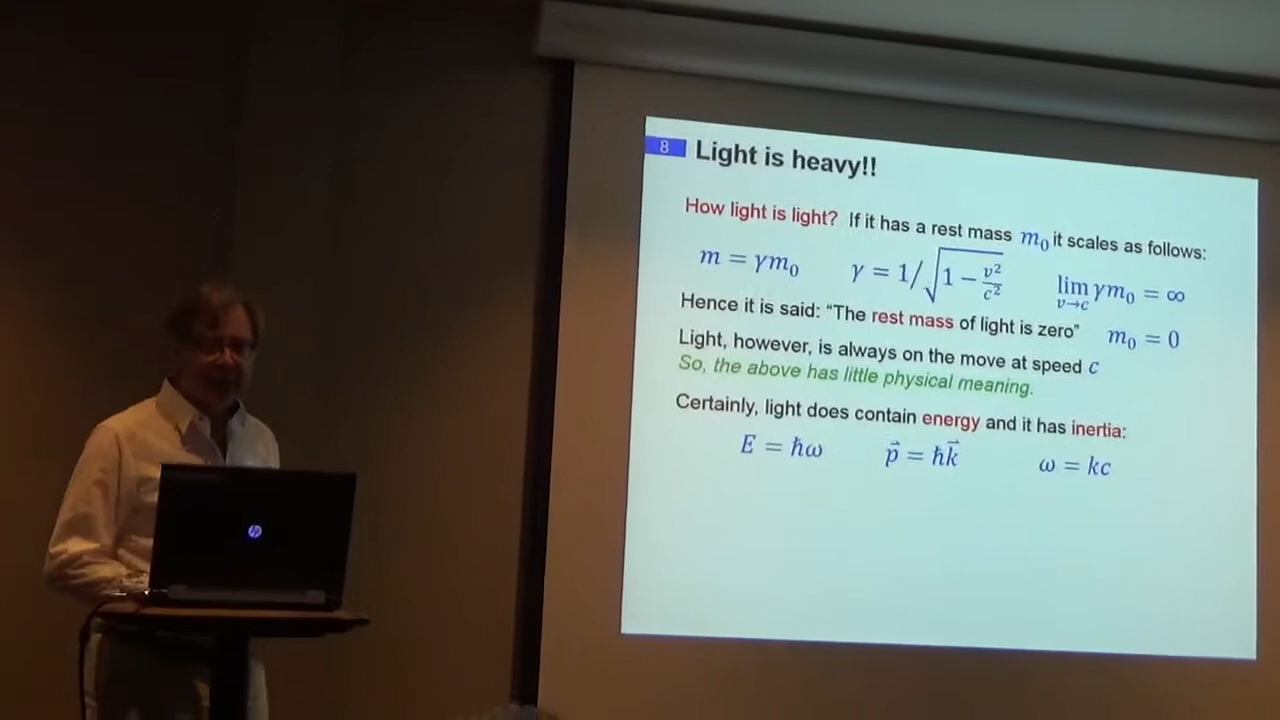 8
Light is heavy!!
How light is light? If it has a rest mass m₀ it scales as follows:
m = γm₀ γ = 1/√(1 − v²/c²) lim v→c γm₀ = ∞
Hence it is said: “The rest mass of light is zero” m₀ = 0
Light, however, is always on the move at speed c
So, the above has little physical meaning.
Certainly, light does contain energy and it has inertia:
E = ℏω p⃗ = ℏk⃗ ω = kc
hp